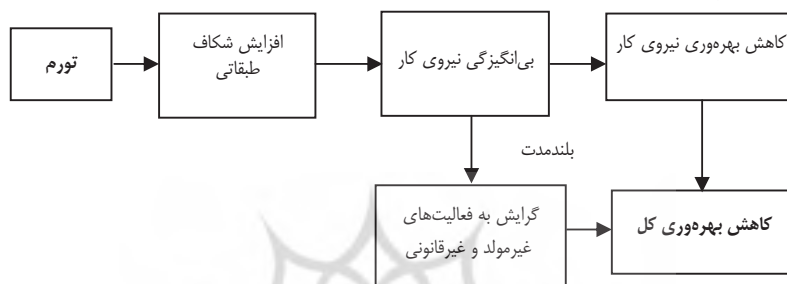 تورم
افزایش شکاف
طبقاتی
بی‌انگیزگی نیروی کار
کاهش بهره‌وری نیروی کار
بلندمدت
گرایش به فعالیت‌های
غیرمولد و غیرقانونی
کاهش بهره‌وری کل